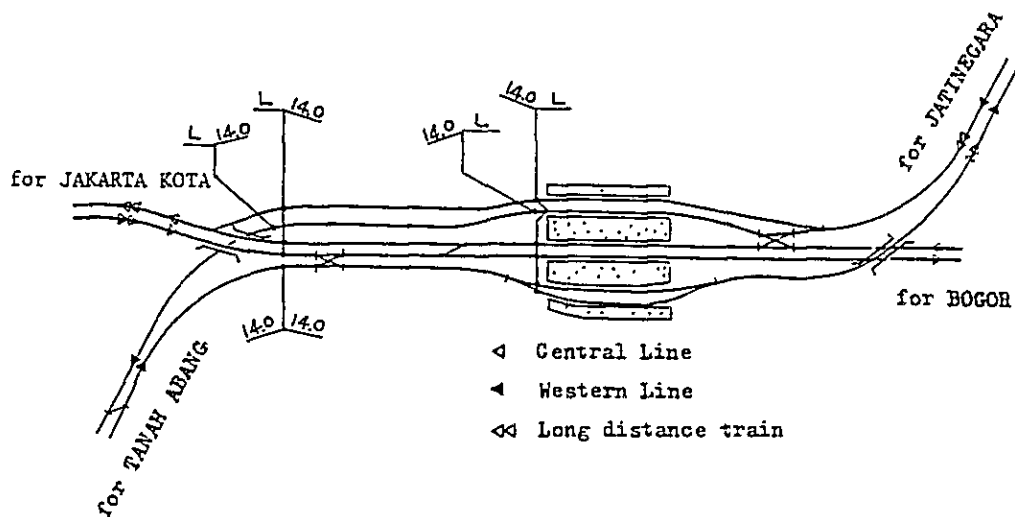 for JATINEGARA
14.0 L
L 14.0
L 14.0
14.0 L
for JAKARTA KOTA
for BOGOR
14.0 14.0
for TANAH ABANG
Central Line
Western Line
Long distance train